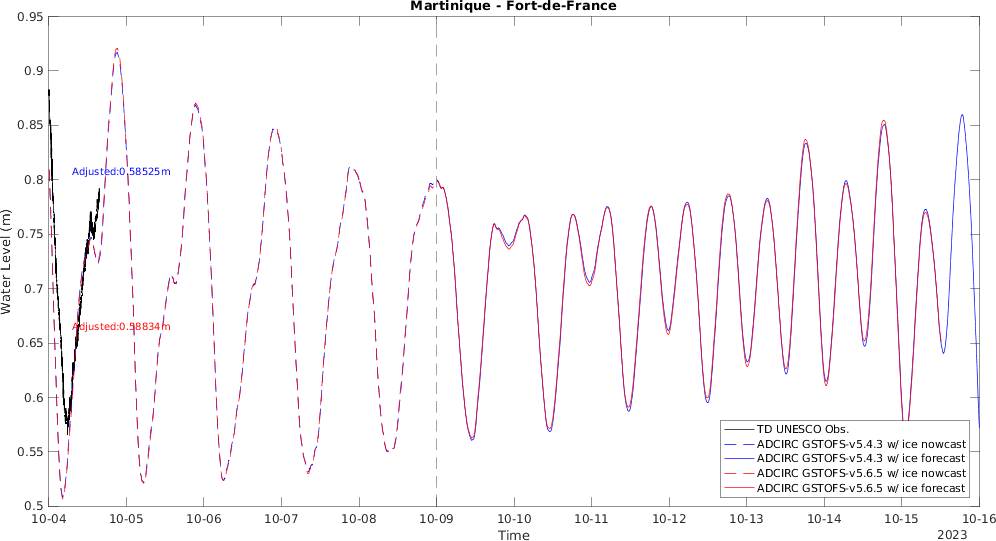 Martinique - Fort-de-France
0.95
0.9
0.85
0.8
0.75
0.7
0.65
0.6
0.55
0.5
Water Level (m)
Adjusted:0.58525m
Adjusted:0.58834m
TD UNESCO Obs.
ADCIRC GSTOFS-v5.4.3 w/ ice nowcast
ADCIRC GSTOFS-v5.4.3 w/ ice forecast
ADCIRC GSTOFS-v5.6.5 w/ ice nowcast
ADCIRC GSTOFS-v5.6.5 w/ ice forecast
10-04 10-05 10-06 10-07 10-08 10-09 10-10 10-11 10-12 10-13 10-14 10-15 10-16
Time
2023